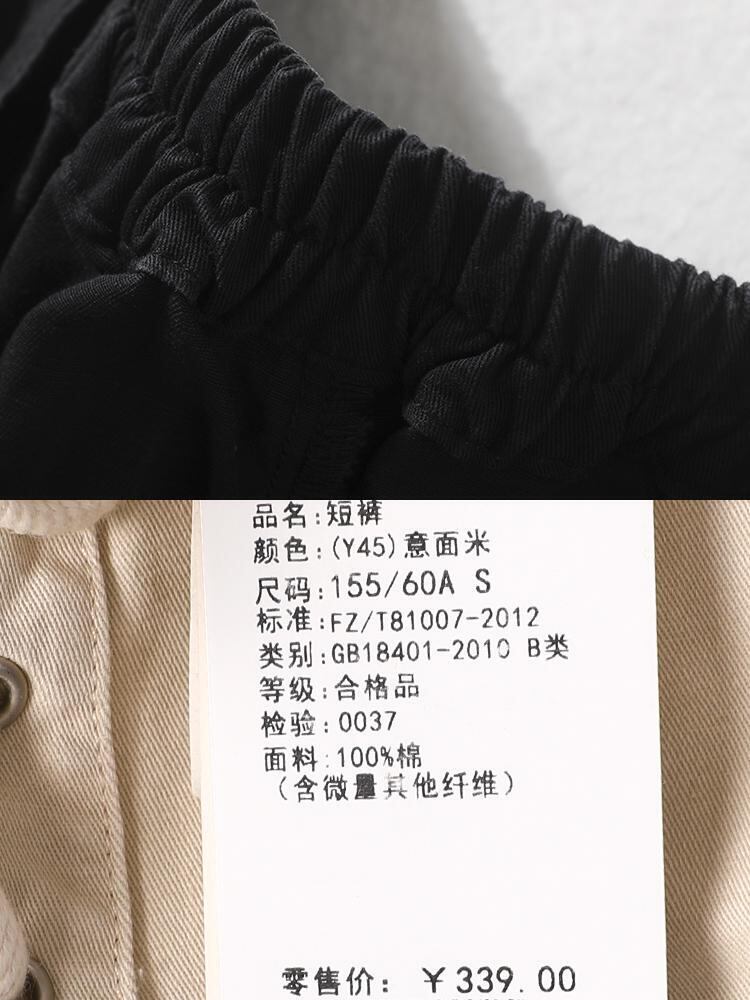 品名:短裤
颜色:(Y45)意面米
尺码:155/60A S
标准:FZ/T81007-2012
类别:GB18401-2010 B类
等级:合格品
检验:0037
面料:100%棉
(含微量其他纤维)
零售价: ¥339.00